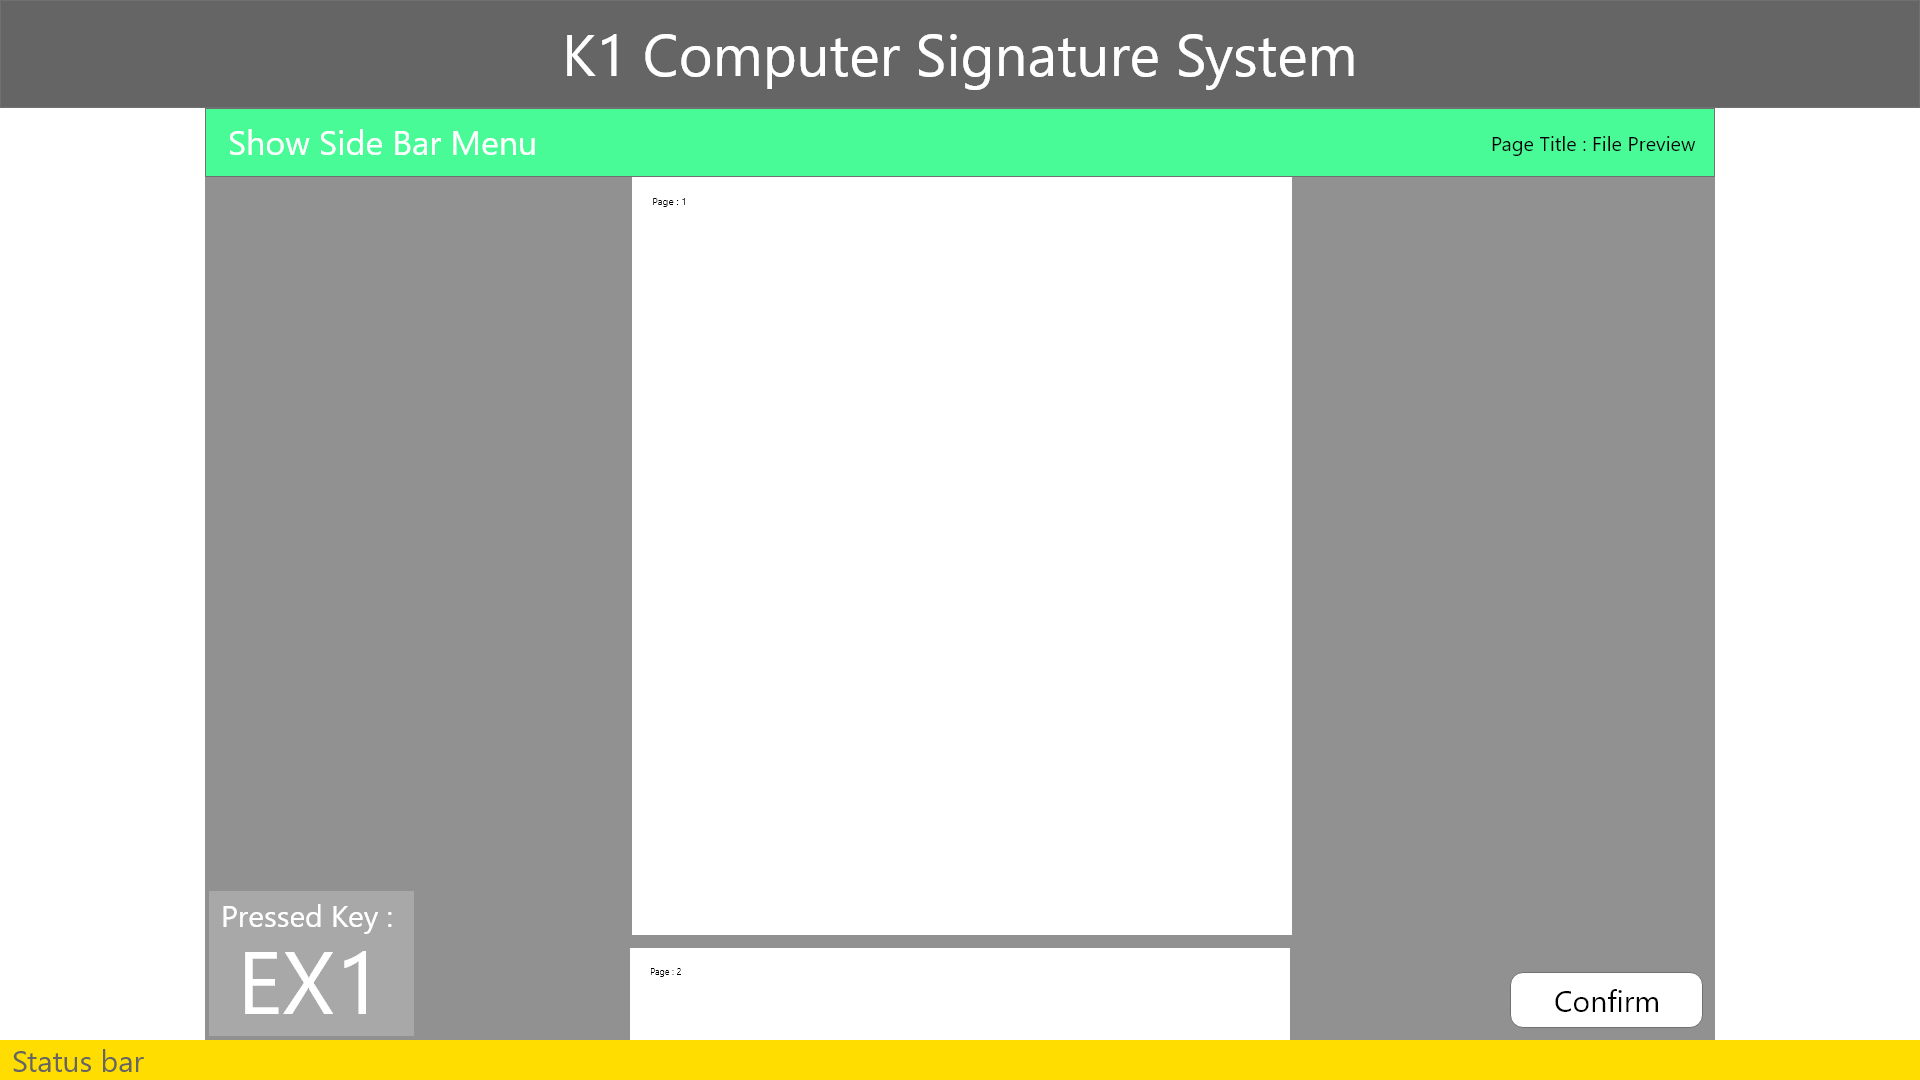 K1 Computer Signature System
Show Side Bar Menu
Page Title : File Preview
Page : 1
Pressed Key :
EX1
Page : 2
Confirm
Status bar